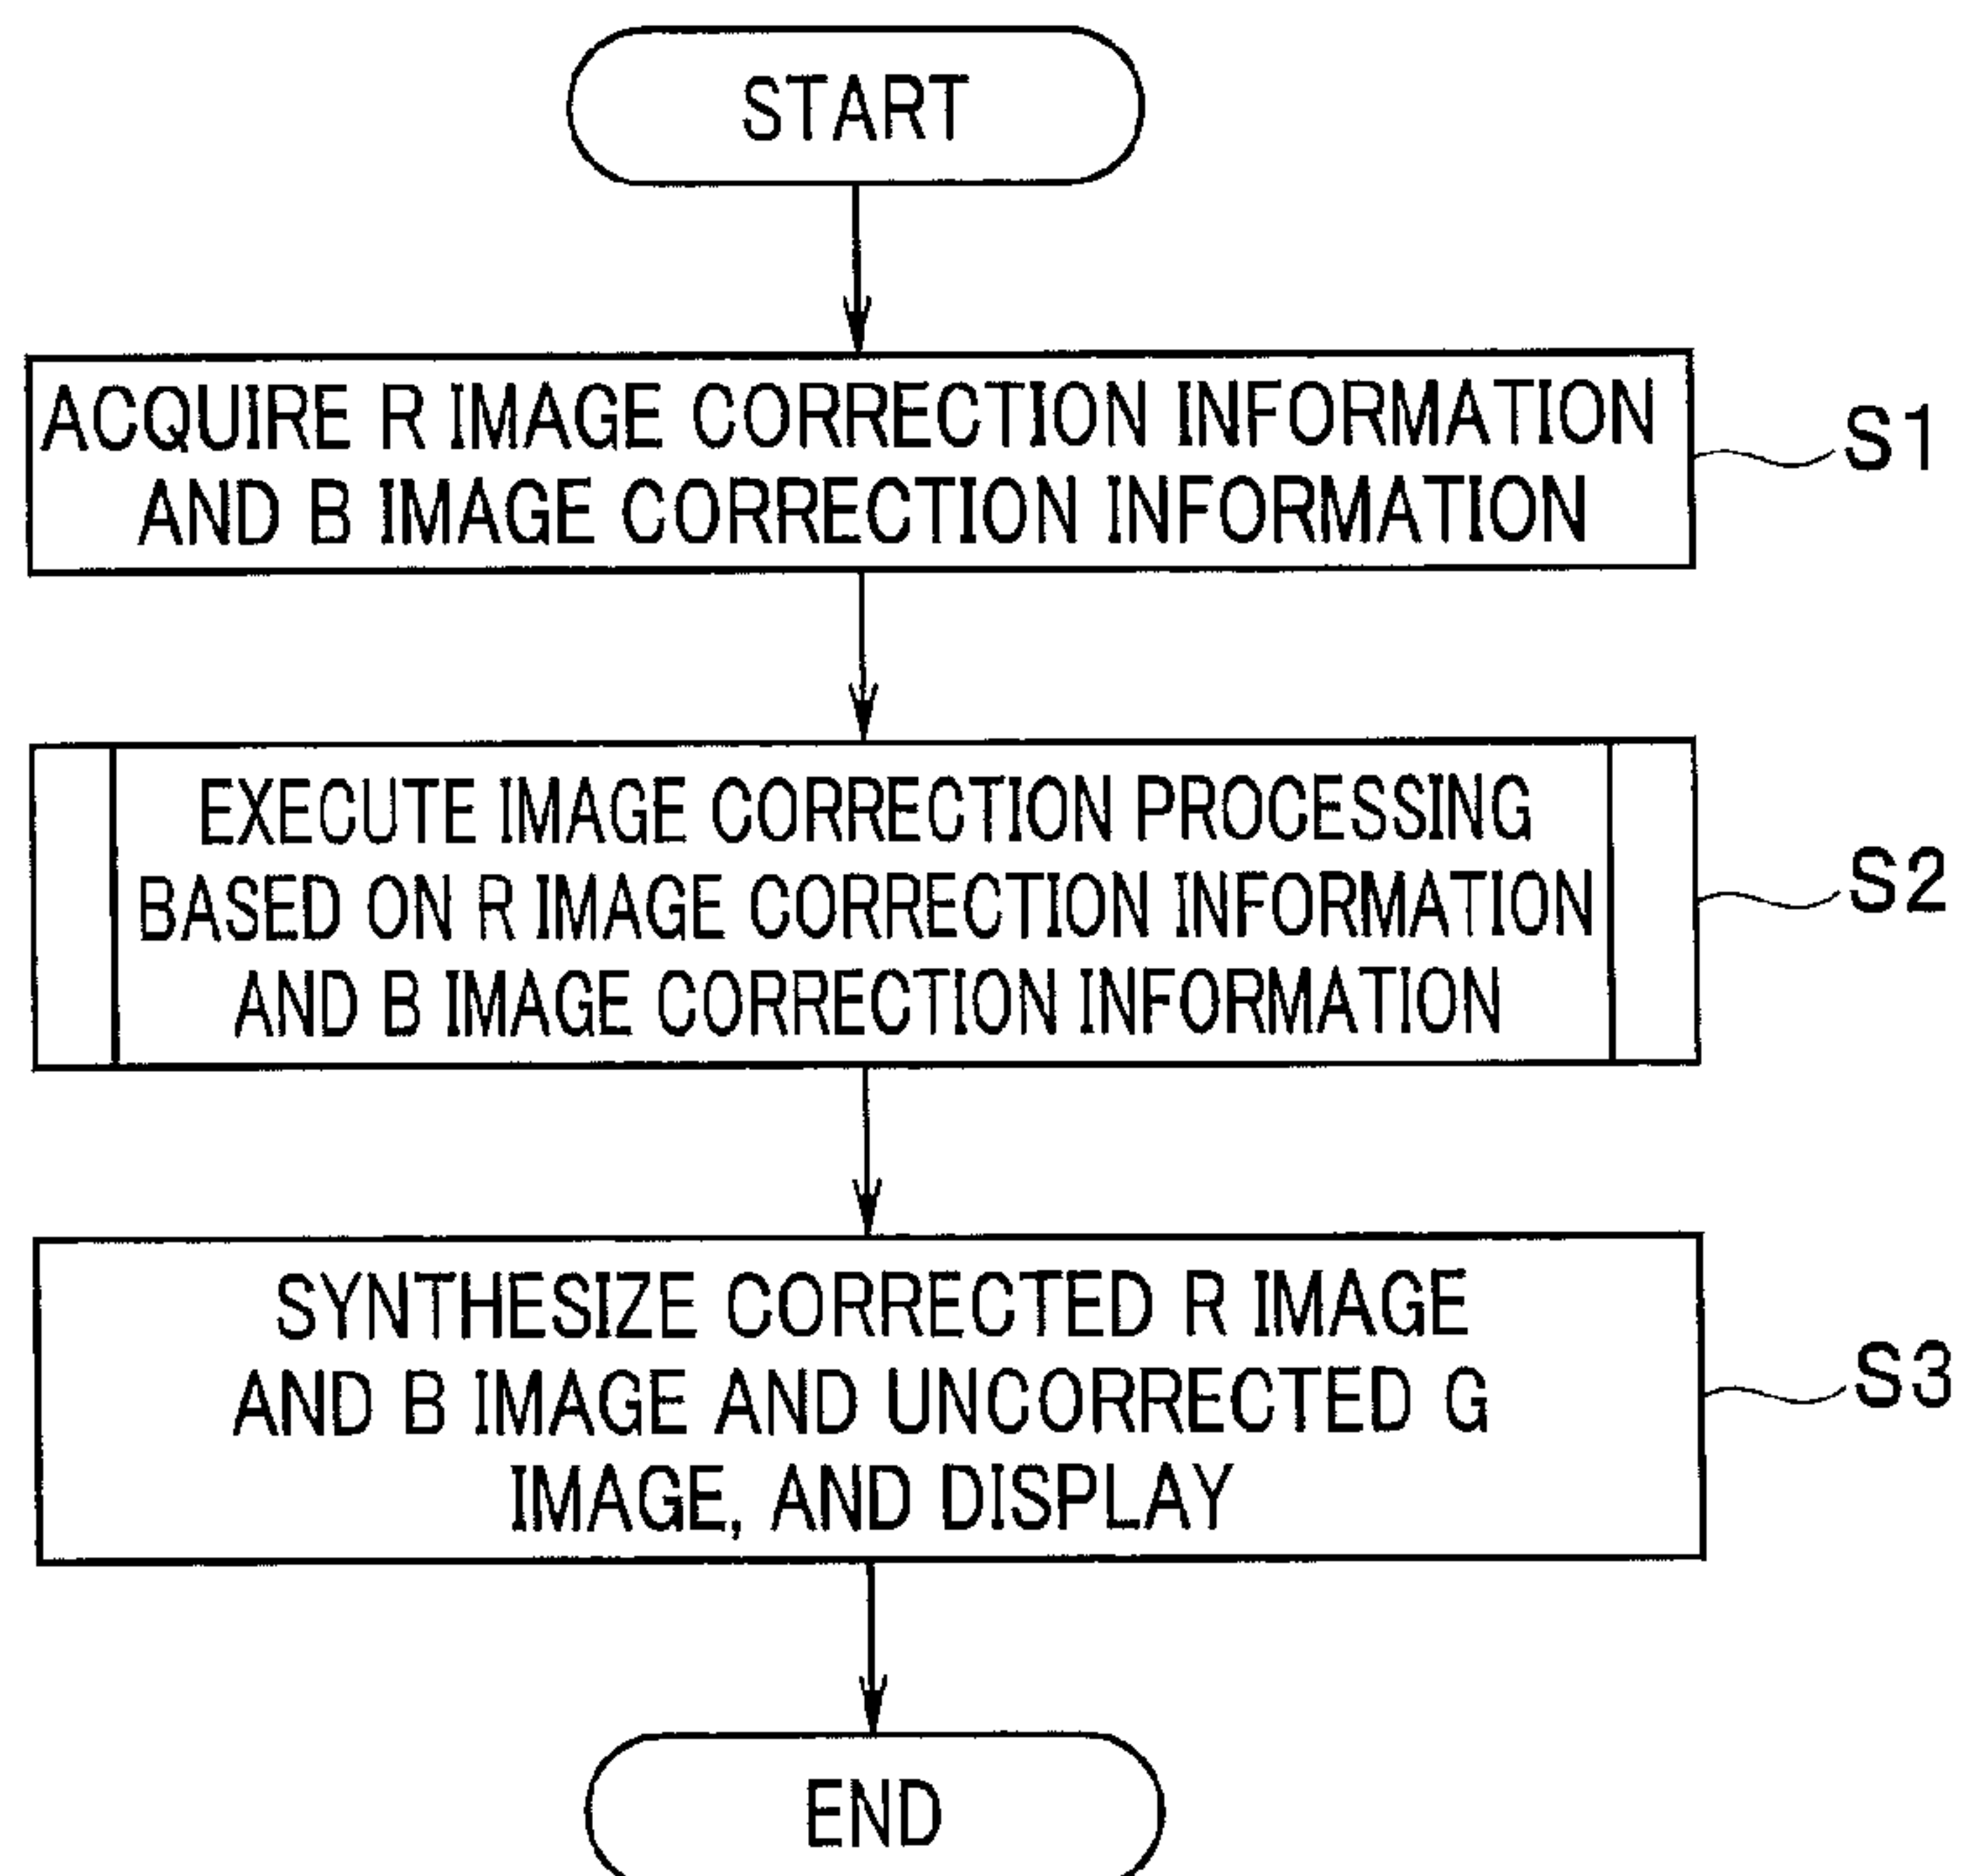 START
ACQUIRE R IMAGE CORRECTION INFORMATION
AND B IMAGE CORRECTION INFORMATION
S1
EXECUTE IMAGE CORRECTION PROCESSING
BASED ON R IMAGE CORRECTION INFORMATION
AND B IMAGE CORRECTION INFORMATION
S2
SYNTHESIZE CORRECTED R IMAGE
AND B IMAGE AND UNCORRECTED G
IMAGE, AND DISPLAY
S3
END